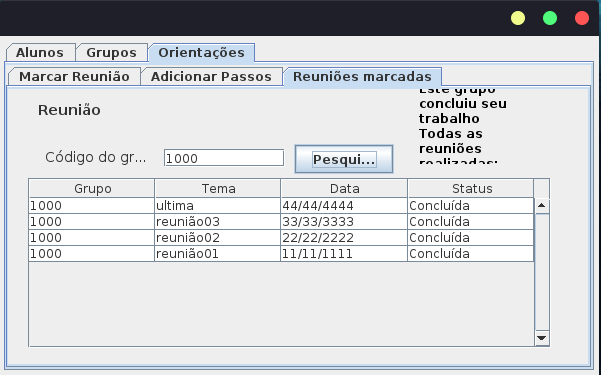 Alunos Grupos Orientações
Marcar Reunião Adicionar Passos Reuniões marcadas
Reunião
Este grupo
concluiu seu
trabalho
Todas as
reuniões
realizadas:
Código do gr... 1000 Pesqui...
Grupo Tema Data Status
1000 ultima 44/44/4444 Concluída
1000 reunião03 33/33/3333 Concluída
1000 reunião02 22/22/2222 Concluída
1000 reunião01 11/11/1111 Concluída